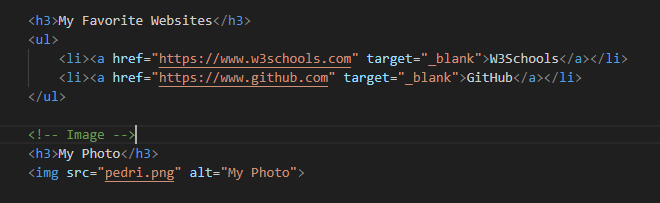 <h3>My Favorite Websites</h3>
<ul>
    <li><a href="https://www.w3schools.com" target="_blank">W3Schools</a></li>
    <li><a href="https://www.github.com" target="_blank">GitHub</a></li>
</ul>
<!-- Image -->
<h3>My Photo</h3>
<img src="pedri.png" alt="My Photo">